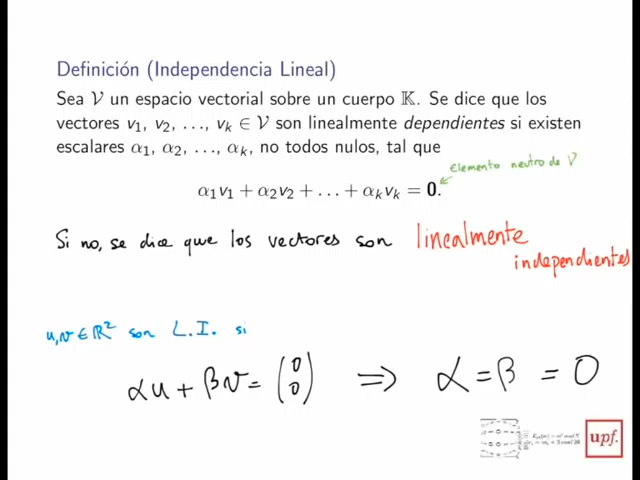 Definición (Independencia Lineal)
Sea 𝒱 un espacio vectorial sobre un cuerpo 𝕂. Se dice que los
vectores v₁, v₂, …, vₖ ∈ 𝒱 son linealmente dependientes si existen
escalares α₁, α₂, …, αₖ, no todos nulos, tal que
Elemento neutro de V
α₁v₁ + α₂v₂ + … + αₖvₖ = 0.
Si no, se dice que los vectores son linealmente
independientes
u,v ∈ ℝ² son L.I. si
αu + βv = (0 0) ⟹ α = β = 0
upf.